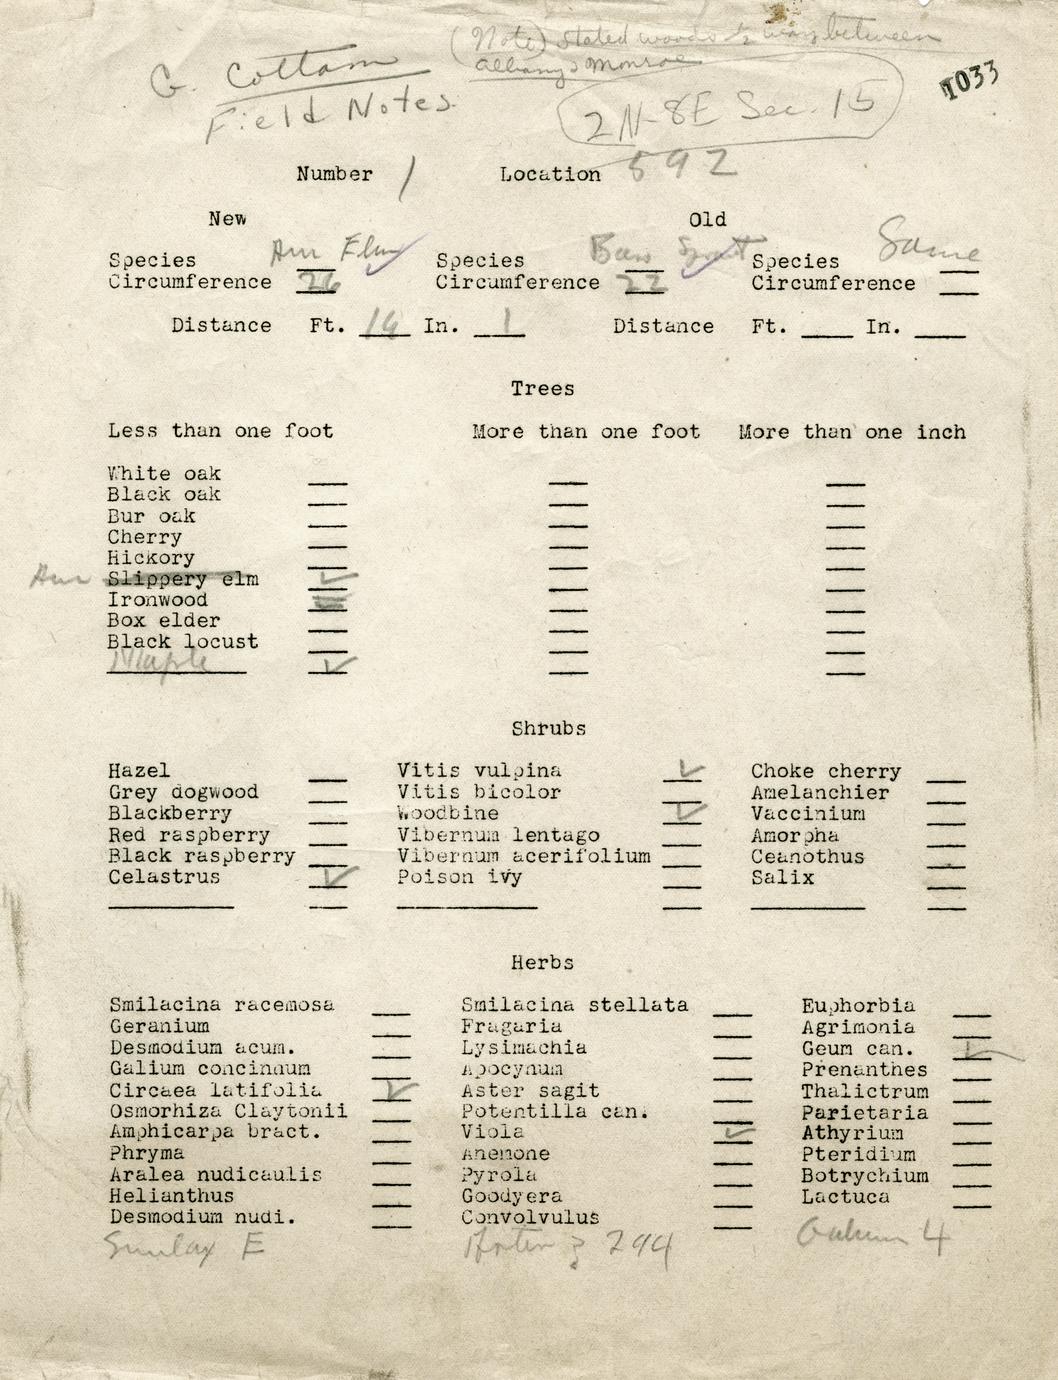 (Note) Stated woods 1/2 way between
Albany & Monroe
G. Cottam
Field Notes.
1033
2N-8E Sec. 15
Number 1 Location 592
New Old
Species Am Elm Species Species Same
Circumference 26 Circumference 22 Circumference
Distance Ft. In. 1 Distance Ft. In.
Trees
Less than one foot More than one foot More than one inch
White oak
Black oak
Bur oak
Cherry
Hickory
Am Slippery elm ✓
Ironwood
Box elder
Black locust
Maple ✓
Shrubs
Hazel Vitis vulpina ✓ Choke cherry
Grey dogwood Vitis bicolor Amelanchier
Blackberry Woodbine ✓ Vaccinium
Red raspberry Vibernum lentago Amorpha
Black raspberry Vibernum acerifolium Ceanothus
Celastrus ✓ Poison ivy Salix
Herbs
Smilacina racemosa Smilacina stellata Euphorbia
Geranium Fragaria Agrimonia
Desmodium acum. Lysimachia Geum can. ✓
Galium concinnum Apocynum Prenanthes
Circaea latifolia ✓ Aster sagit Thalictrum
Osmorhiza Claytonii Potentilla can. Parietaria
Amphicarpa bract. Viola ✓ Athyrium
Phryma Anenone Pteridium
Aralea nudicaulis Pyrola Botrychium
Helianthus Goodyera Lactuca
Desmodium nudi. Convolvulus
Smilax E 294 Galium 4